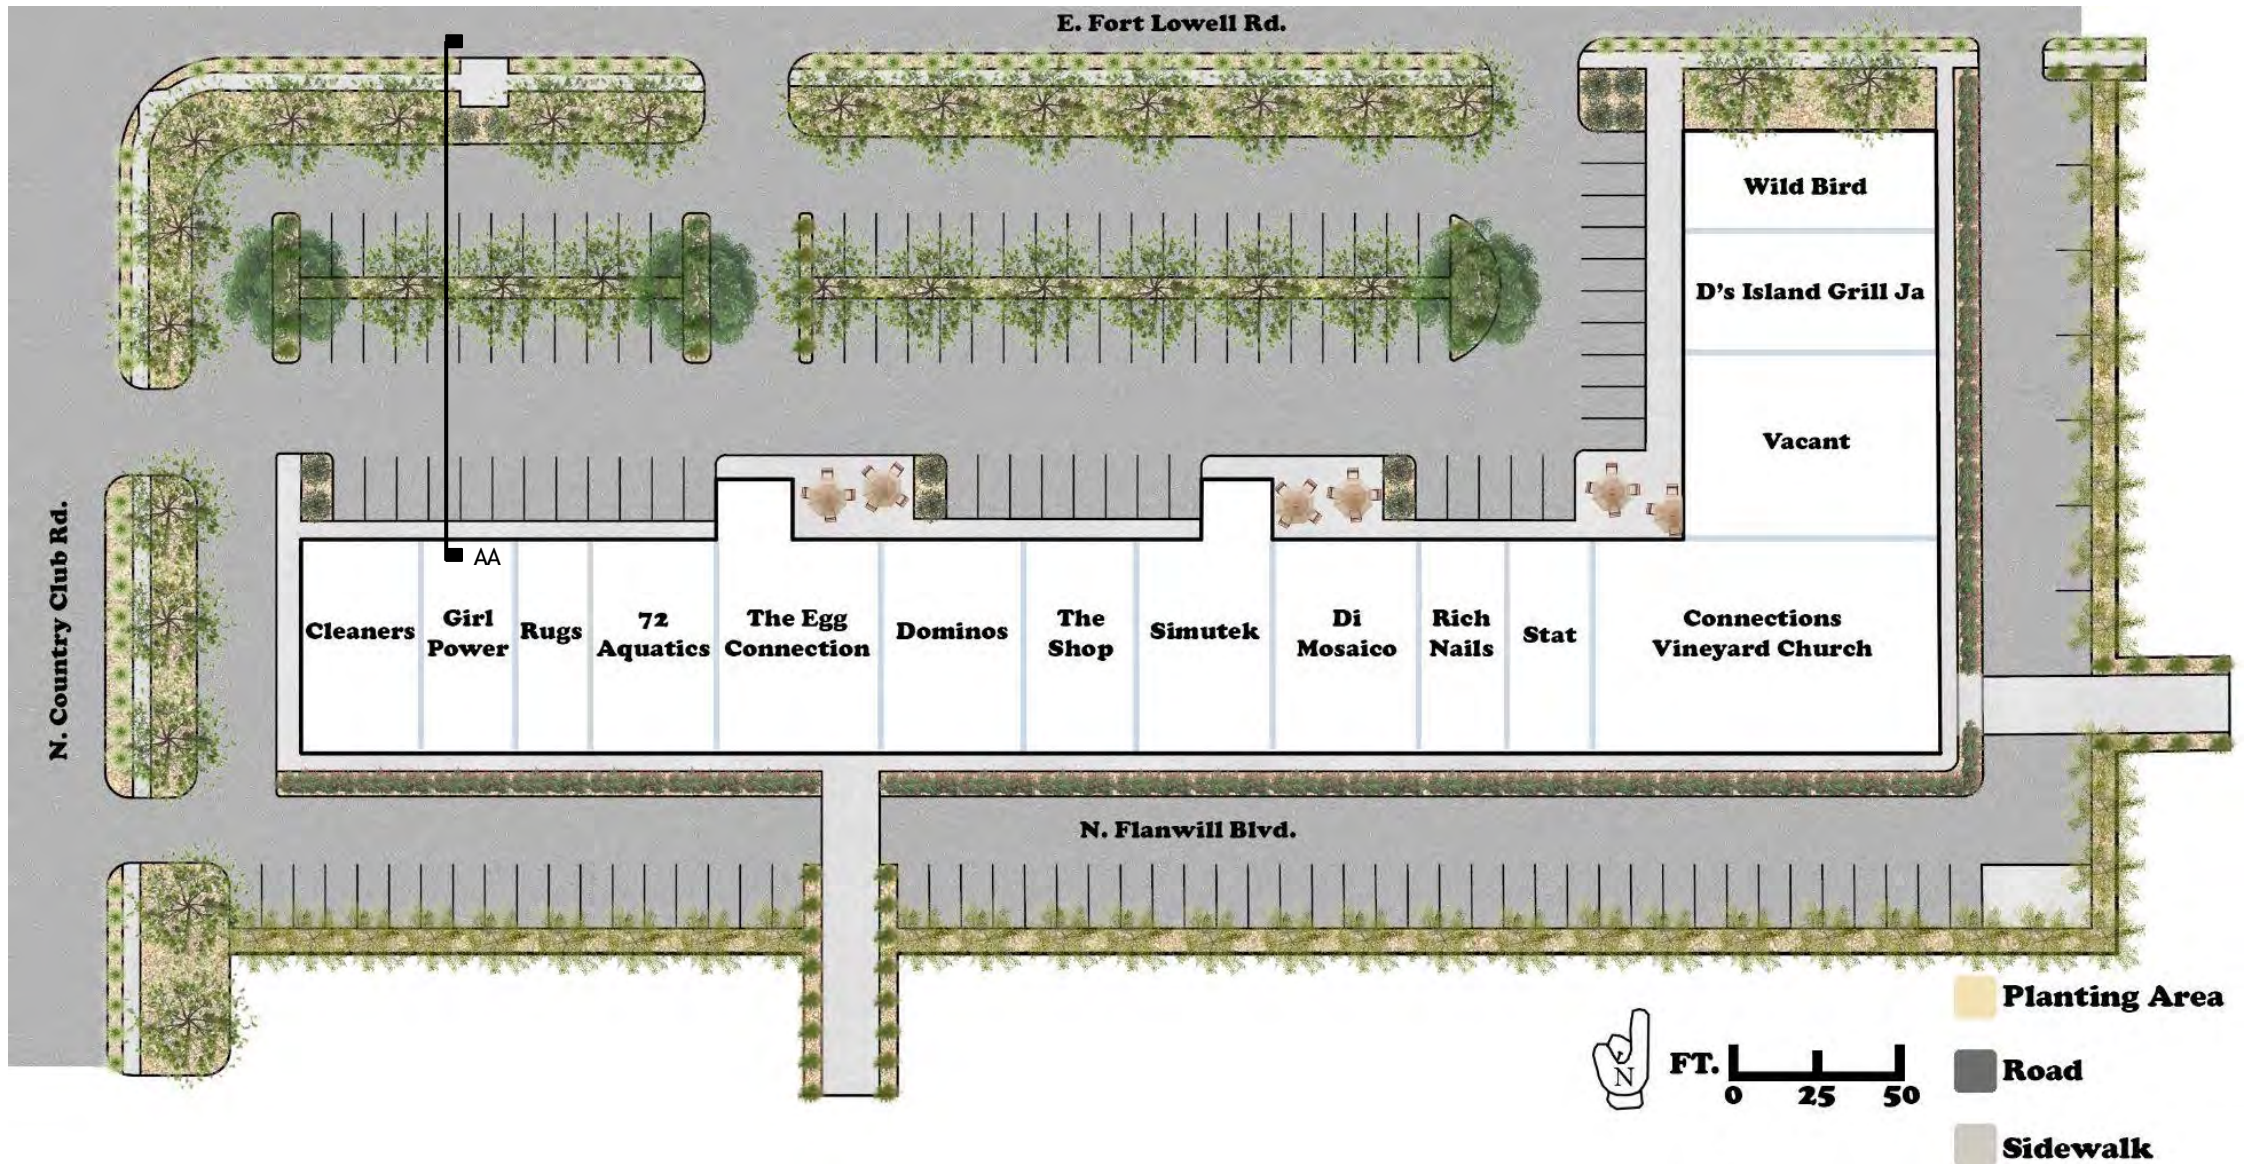 E. Fort Lowell Rd.
Wild Bird
D's Island Grill Ja
Vacant
N. Country Club Rd.
AA
Cleaners
Girl
Power
Rugs
72
Aquatics
The Egg
Connection
Dominos
The
Shop
Simutek
Di
Mosaico
Rich
Nails
Stat
Connections
Vineyard Church
N. Flanwill Blvd.
N
FT.
0 25 50
Planting Area
Road
Sidewalk